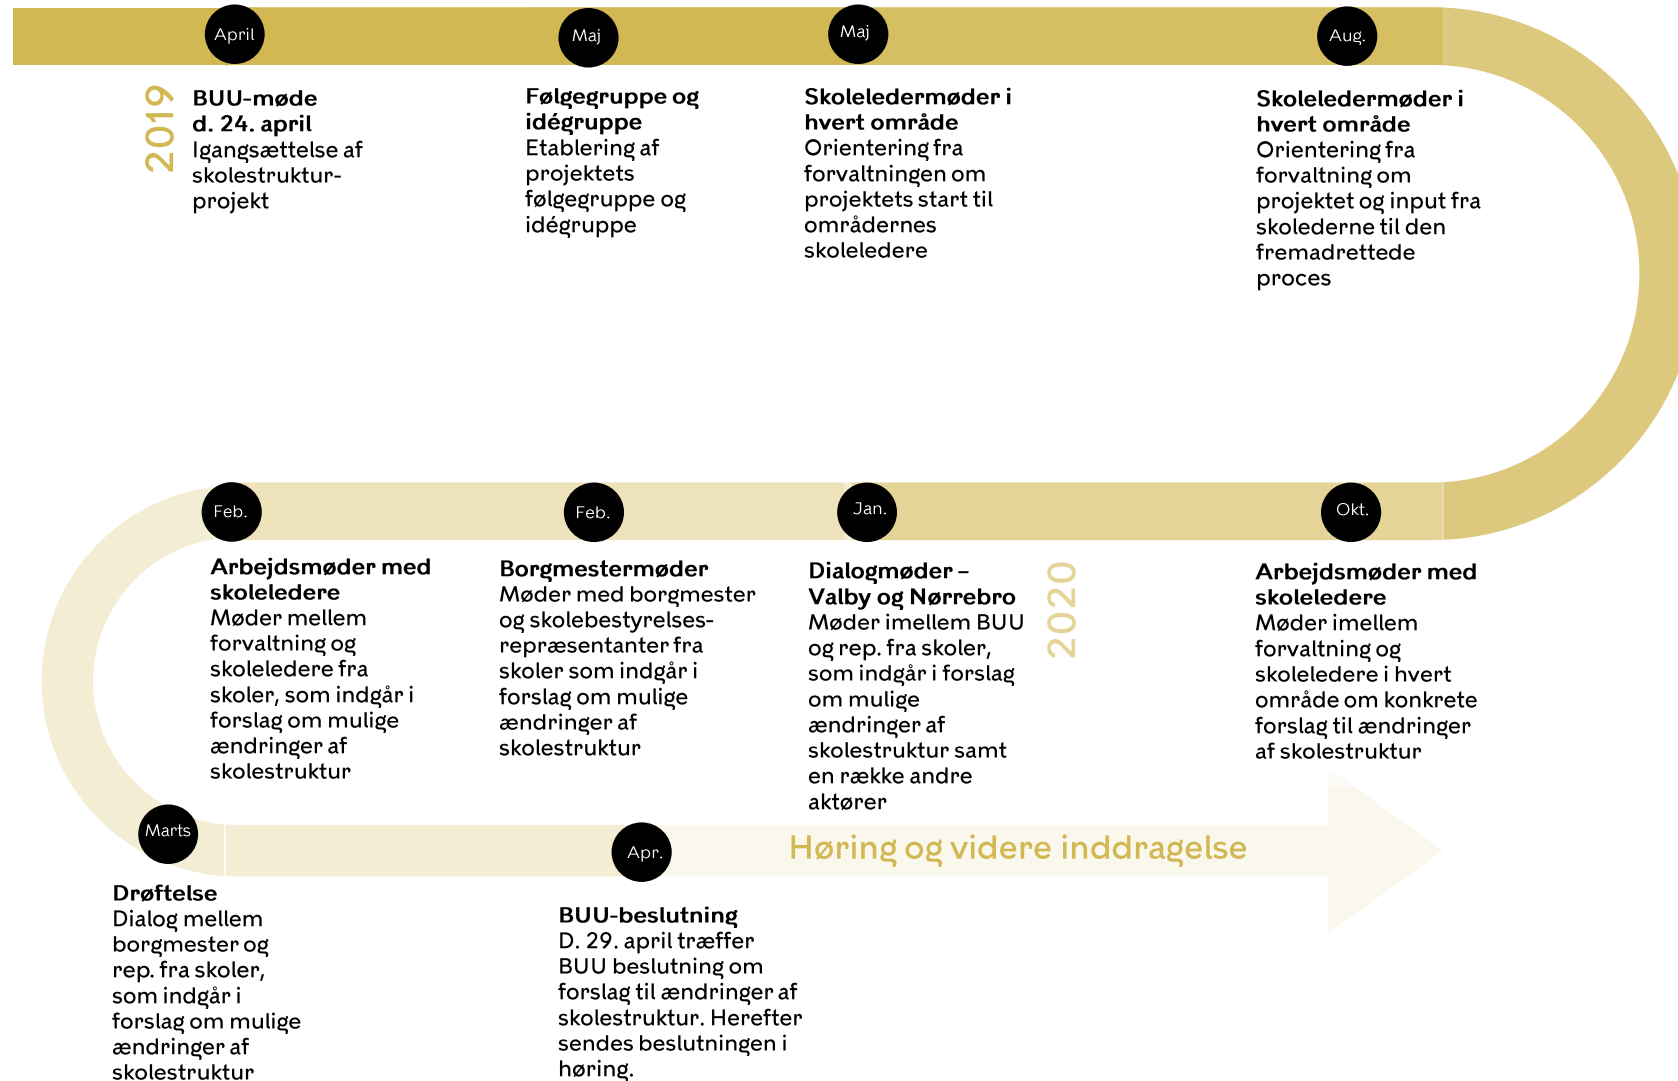 April
2019
BUU-møde
d. 24. april
Igangsættelse af
skolestruktur-
projekt
Maj
Følgegruppe og
idégruppe
Etablering af
projektets
følgegruppe og
idégruppe
Maj
Skoleledermøder i
hvert område
Orientering fra
forvaltningen om
projektets start til
områdernes
skoleledere
Aug.
Skoleledermøder i
hvert område
Orientering fra
forvaltning om
projektet og input fra
skolederne til den
fremadrettede
proces
Okt.
Arbejdsmøder med
skoleledere
Møder imellem
forvaltning og
skoleledere i hvert
område om konkrete
forslag til ændringer
af skolestruktur
2020
Jan.
Dialogmøder –
Valby og Nørrebro
Møder imellem BUU
og rep. fra skoler,
som indgår i forslag
om mulige
ændringer af
skolestruktur samt
en række andre
aktører
Feb.
Borgmestermøder
Møder med borgmester
og skolebestyrelses-
repræsentanter fra
skoler som indgår i
forslag om mulige
ændringer af
skolestruktur
Feb.
Arbejdsmøder med
skoleledere
Møder mellem
forvaltning og
skoleledere fra
skoler, som indgår i
forslag om mulige
ændringer af
skolestruktur
Marts
Drøftelse
Dialog mellem
borgmester og
rep. fra skoler,
som indgår i
forslag om mulige
ændringer af
skolestruktur
Apr.
BUU-beslutning
D. 29. april træffer
BUU beslutning om
forslag til ændringer af
skolestruktur. Herefter
sendes beslutningen i
høring.
Høring og videre inddragelse